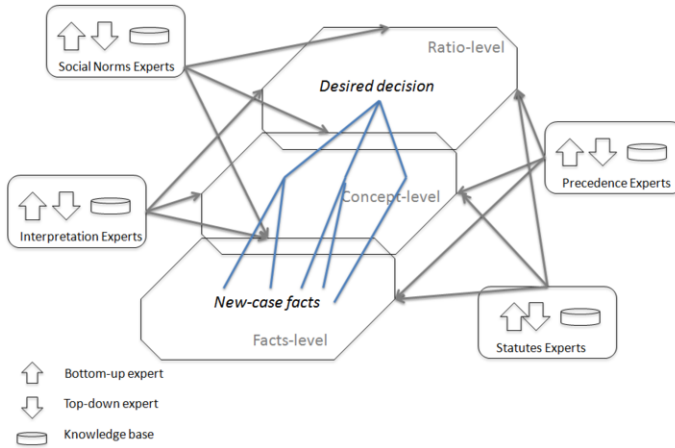 Ratio-level
Social Norms Experts
Desired decision
Precedence Experts
Concept-level
Interpretation Experts
New-case facts
Facts-level
Statutes Experts
Bottom-up expert
Top-down expert
Knowledge base